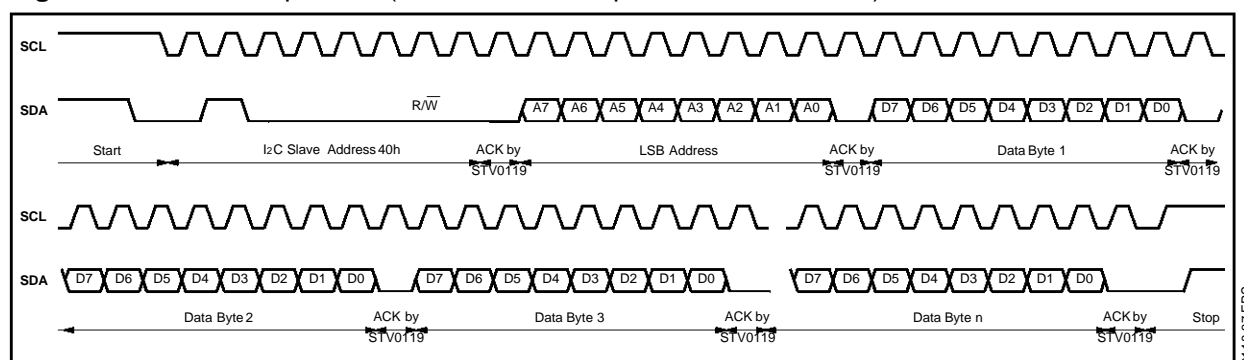 SCL
SDA R/W A7 A6 A5 A4 A3 A2 A1 A0 D7 D6 D5 D4 D3 D2 D1 D0
Start I2C Slave Address 40h ACK by STV0119 LSB Address ACK by STV0119 Data Byte 1 ACK by STV0119
SCL
SDA D7 D6 D5 D4 D3 D2 D1 D0 D7 D6 D5 D4 D3 D2 D1 D0 D7 D6 D5 D4 D3 D2 D1 D0
Data Byte 2 ACK by STV0119 Data Byte 3 ACK by STV0119 Data Byte n ACK by STV0119 Stop